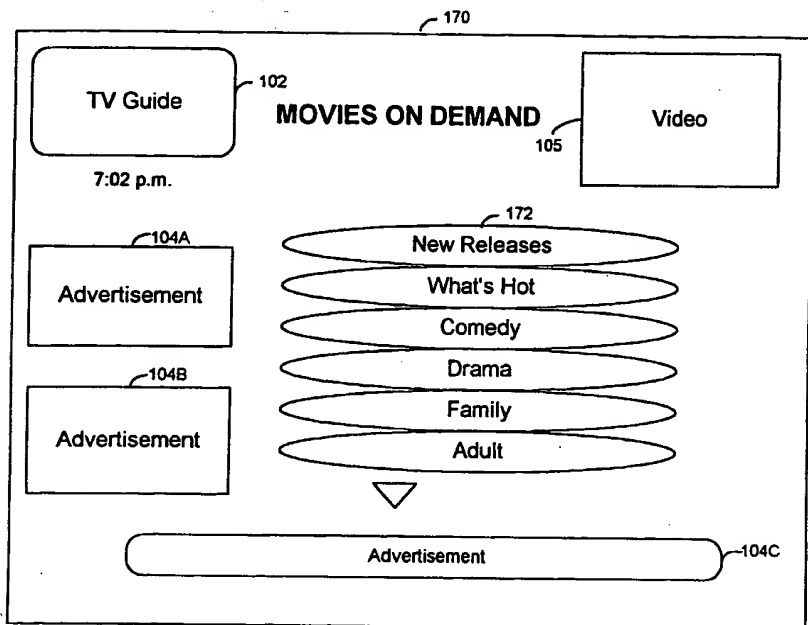 170
TV Guide
102
MOVIES ON DEMAND
105
Video
7:02 p.m.
104A
Advertisement
104B
Advertisement
172
New Releases
What's Hot
Comedy
Drama
Family
Adult
Advertisement
104C